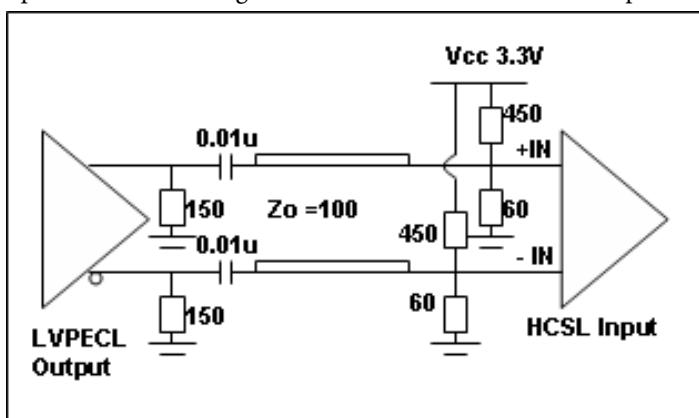 Vcc 3.3V
450
0.01u
+IN
150
Zo =100
60
0.01u
450
- IN
150
60
LVPECL
Output
HCSL Input